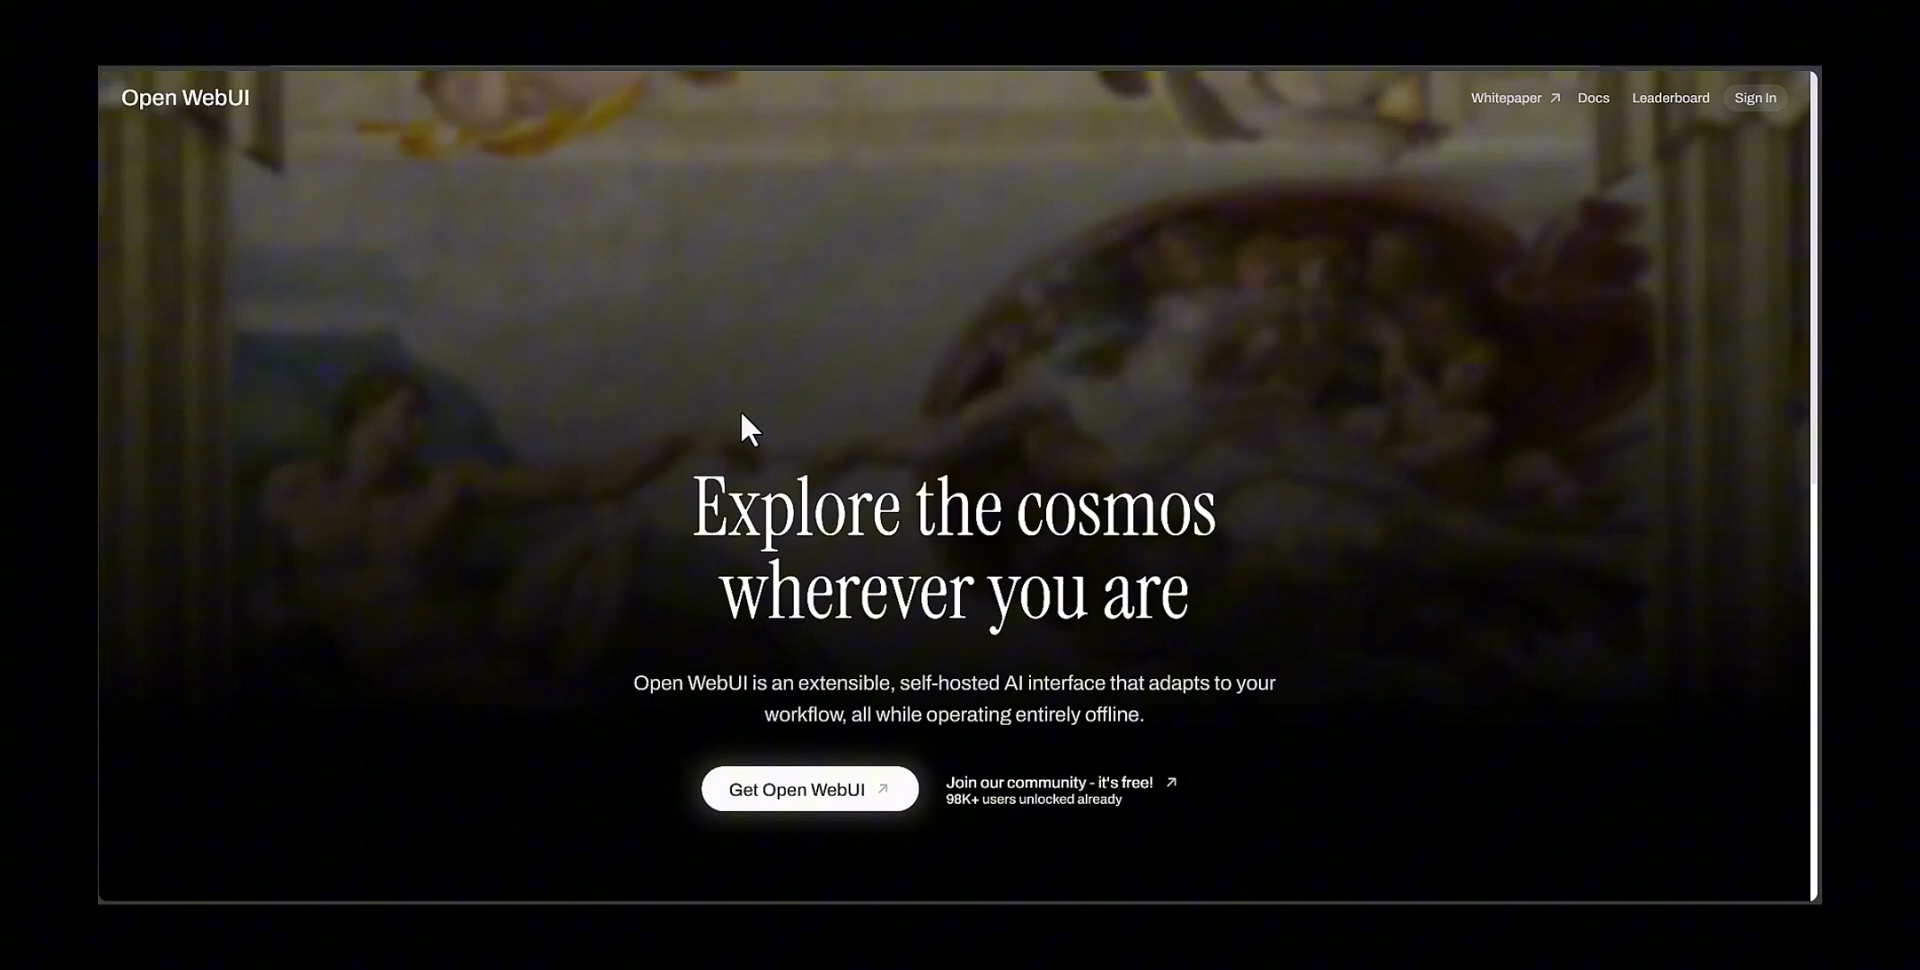 Open WebUI
Whitepaper ↗ Docs Leaderboard Sign In
Explore the cosmos
wherever you are
Open WebUI is an extensible, self-hosted AI interface that adapts to your
workflow, all while operating entirely offline.
Get Open WebUI ↗
Join our community - it's free! ↗
98K+ users unlocked already